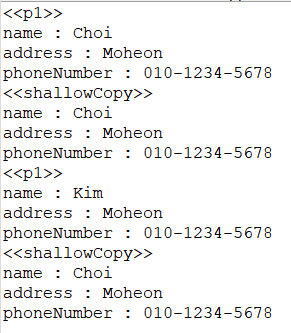 <<p1>>
name : Choi
address : Moheon
phoneNumber : 010-1234-5678
<<shallowCopy>>
name : Choi
address : Moheon
phoneNumber : 010-1234-5678
<<p1>>
name : Kim
address : Moheon
phoneNumber : 010-1234-5678
<<shallowCopy>>
name : Choi
address : Moheon
phoneNumber : 010-1234-5678